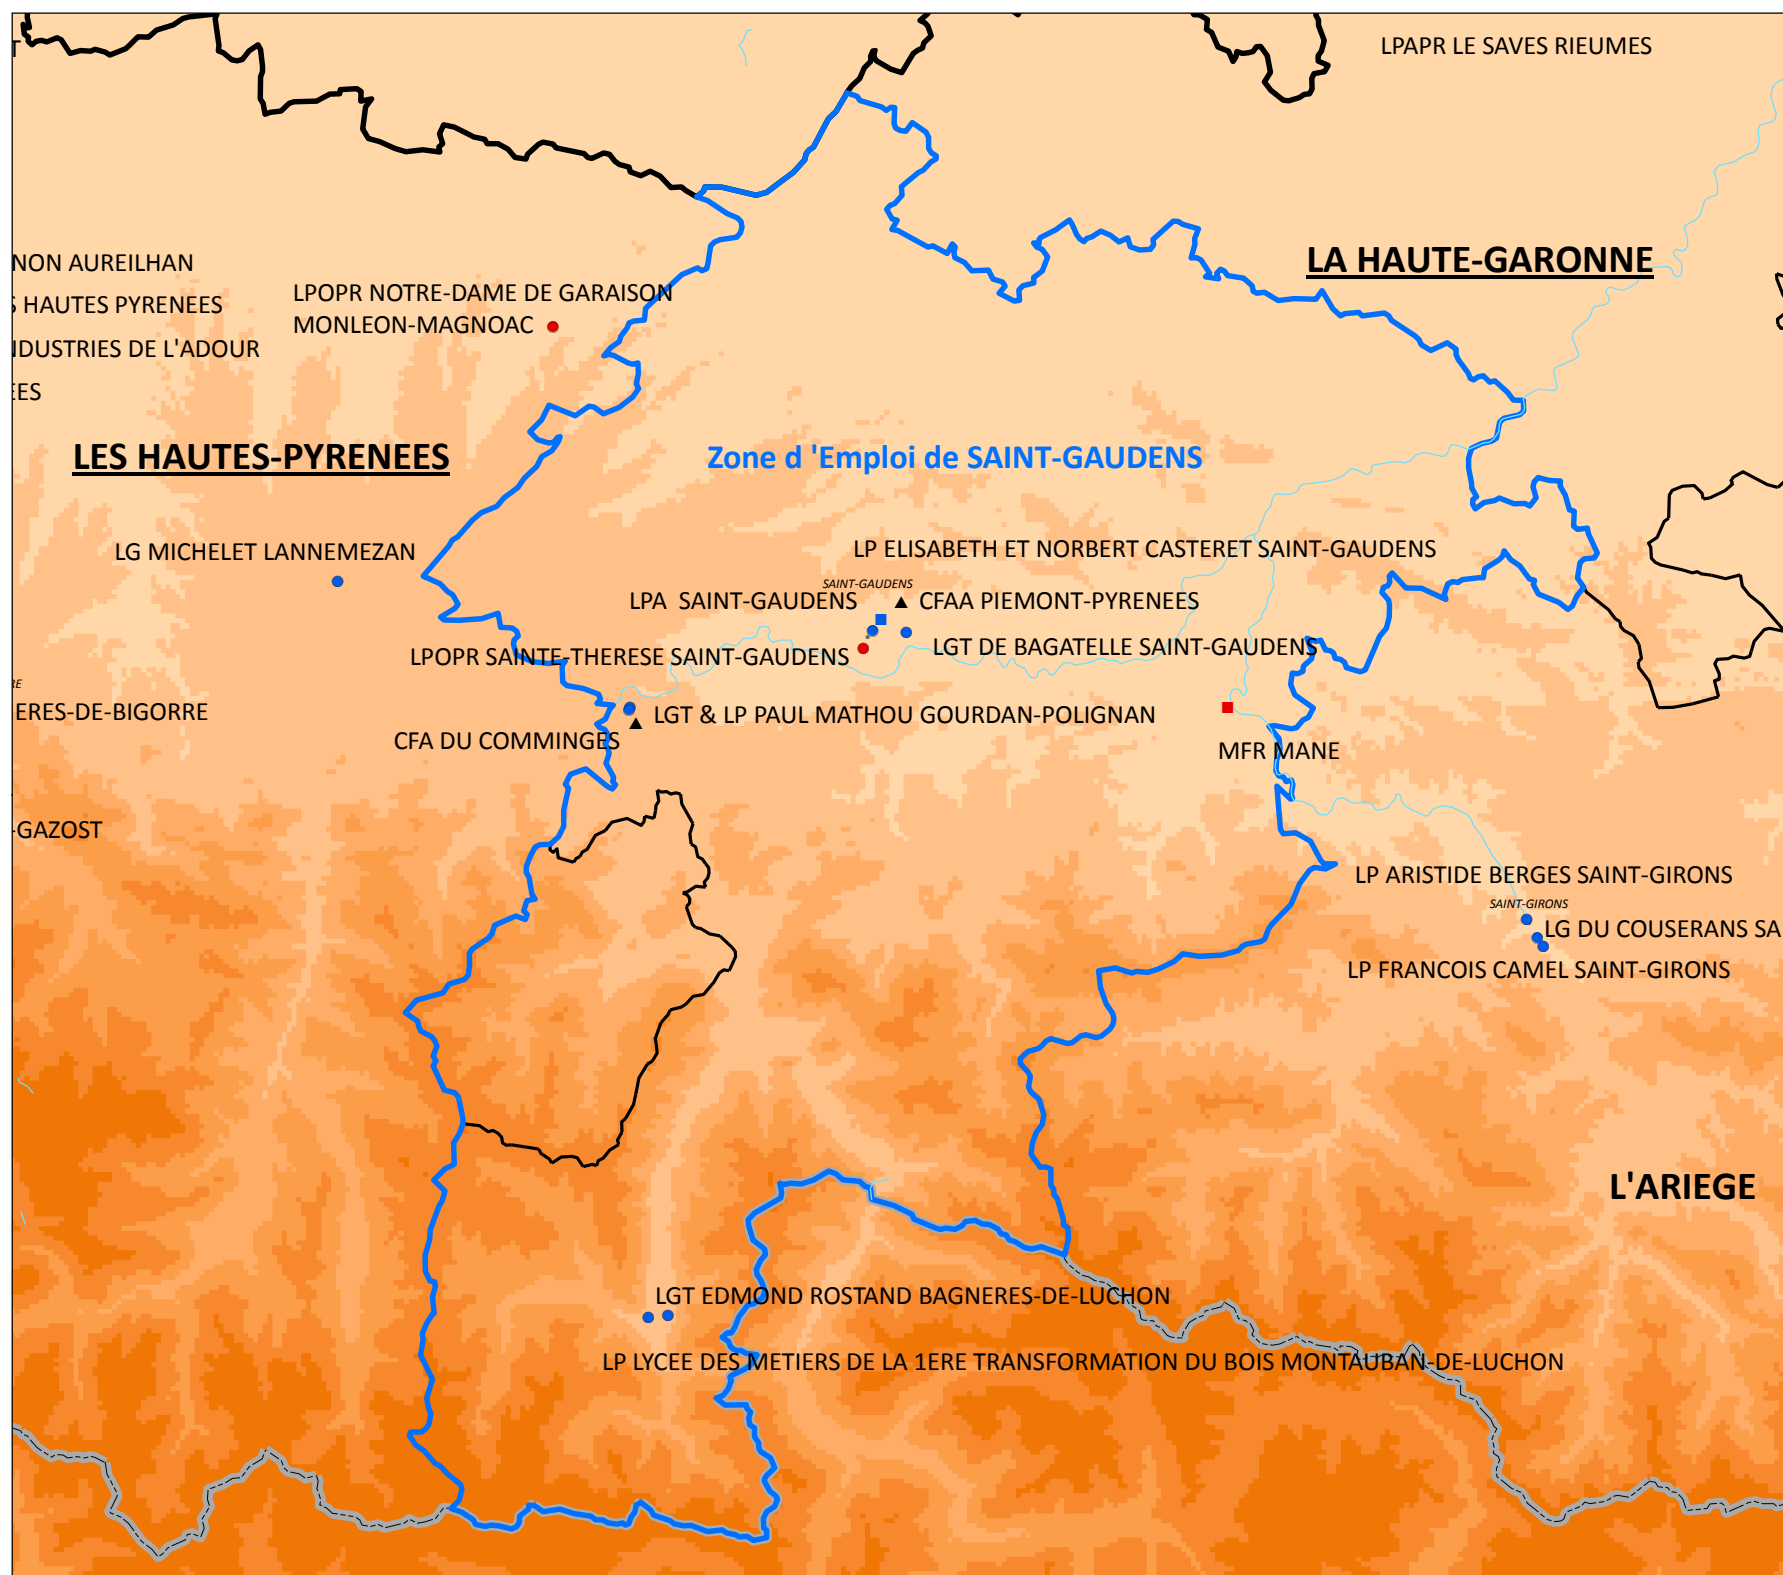 T
LPAPR LE SAVES RIEUMES
LA HAUTE-GARONNE
NON AUREILHAN
S HAUTES PYRENEES
LPOPR NOTRE-DAME DE GARAISON
MONLEON-MAGNOAC
NDUSTRIES DE L'ADOUR
EES
LES HAUTES-PYRENEES
Zone d 'Emploi de SAINT-GAUDENS
LG MICHELET LANNEMEZAN
LP ELISABETH ET NORBERT CASTERET SAINT-GAUDENS
SAINT-GAUDENS
LPA SAINT-GAUDENS
CFAA PIEMONT-PYRENEES
LGT DE BAGATELLE SAINT-GAUDENS
LPOPR SAINTE-THERESE SAINT-GAUDENS
RE
ERES-DE-BIGORRE
LGT & LP PAUL MATHOU GOURDAN-POLIGNAN
CFA DU COMMINGES
MFR MANE
-GAZOST
LP ARISTIDE BERGES SAINT-GIRONS
SAINT-GIRONS
LG DU COUSERANS SA
LP FRANCOIS CAMEL SAINT-GIRONS
L'ARIEGE
LGT EDMOND ROSTAND BAGNERES-DE-LUCHON
LP LYCEE DES METIERS DE LA 1ERE TRANSFORMATION DU BOIS MONTAUBAN-DE-LUCHON